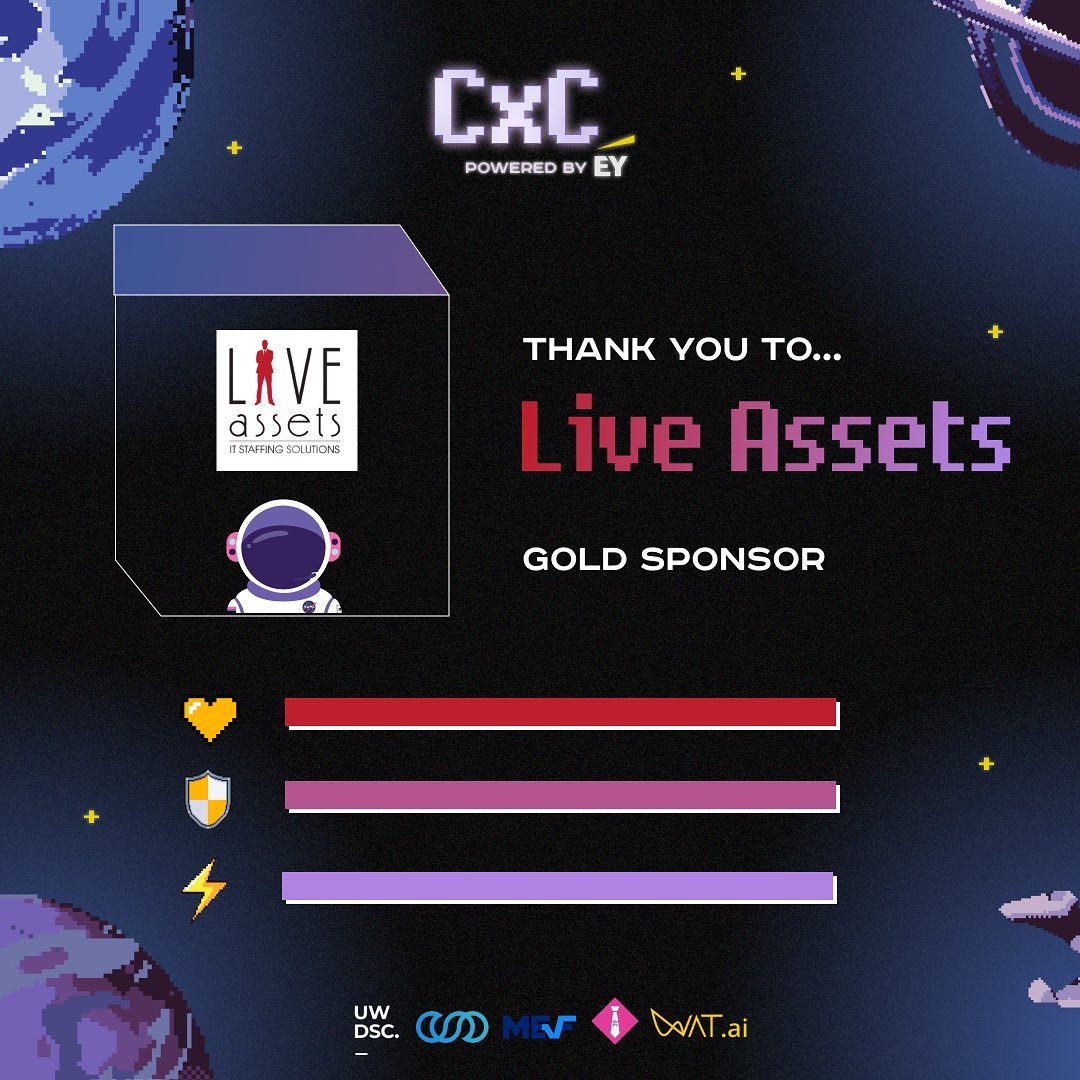 CxC
POWERED BY EY
LIVE
assets
IT STAFFING SOLUTIONS
THANK YOU TO...
Live Assets
GOLD SPONSOR
UW
DSC.
WAT.ai